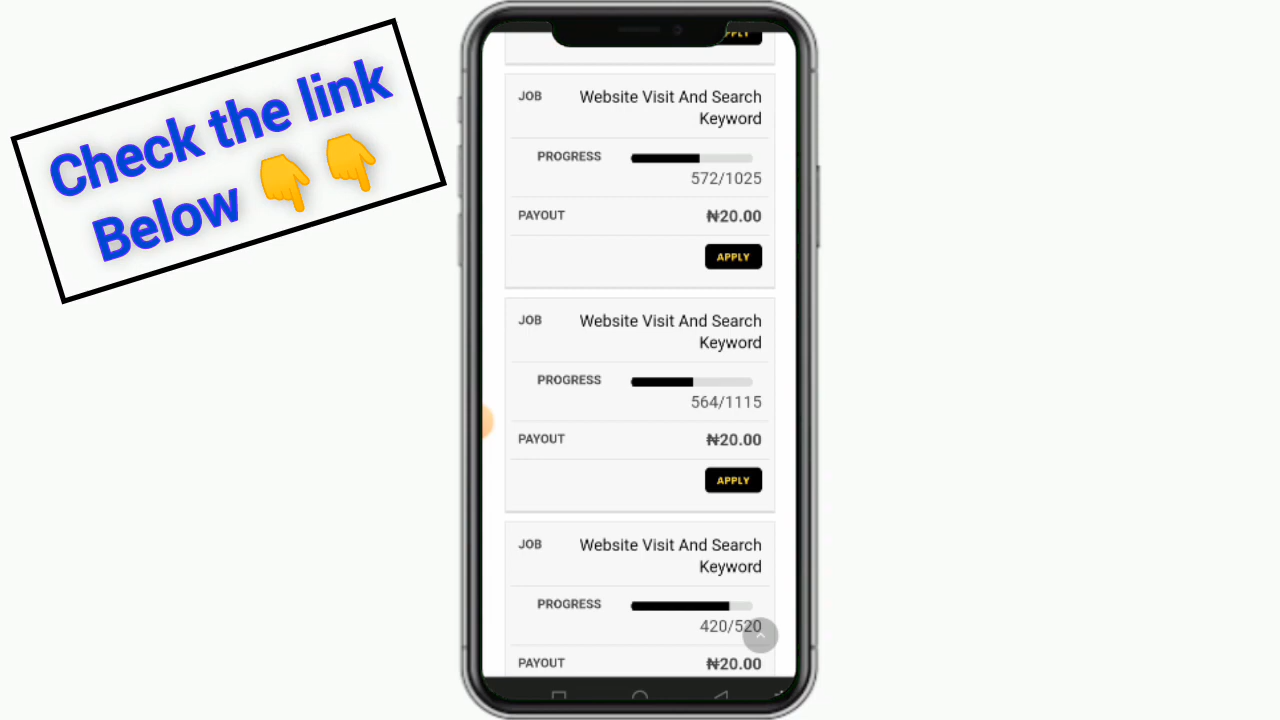 Check the link
Below 👇👇
JOB
Website Visit And Search
Keyword
PROGRESS
572/1025
PAYOUT
₦20.00
APPLY
JOB
Website Visit And Search
Keyword
PROGRESS
564/1115
PAYOUT
₦20.00
APPLY
JOB
Website Visit And Search
Keyword
PROGRESS
420/520
PAYOUT
₦20.00